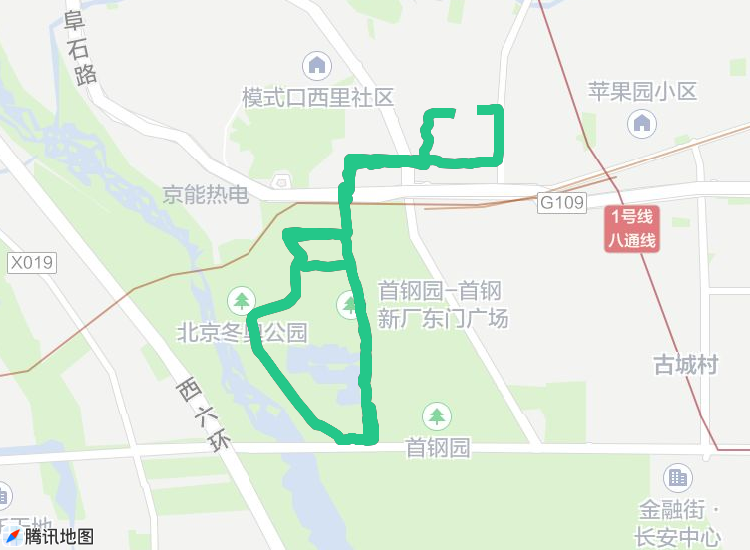 阜石路
模式口西里社区
苹果园小区
京能热电
G109
1号线
八通线
X019
首钢园-首钢
新厂东门广场
北京冬奥公园
古城村
西六环
首钢园
金融街·
长安中心
天地
腾讯地图